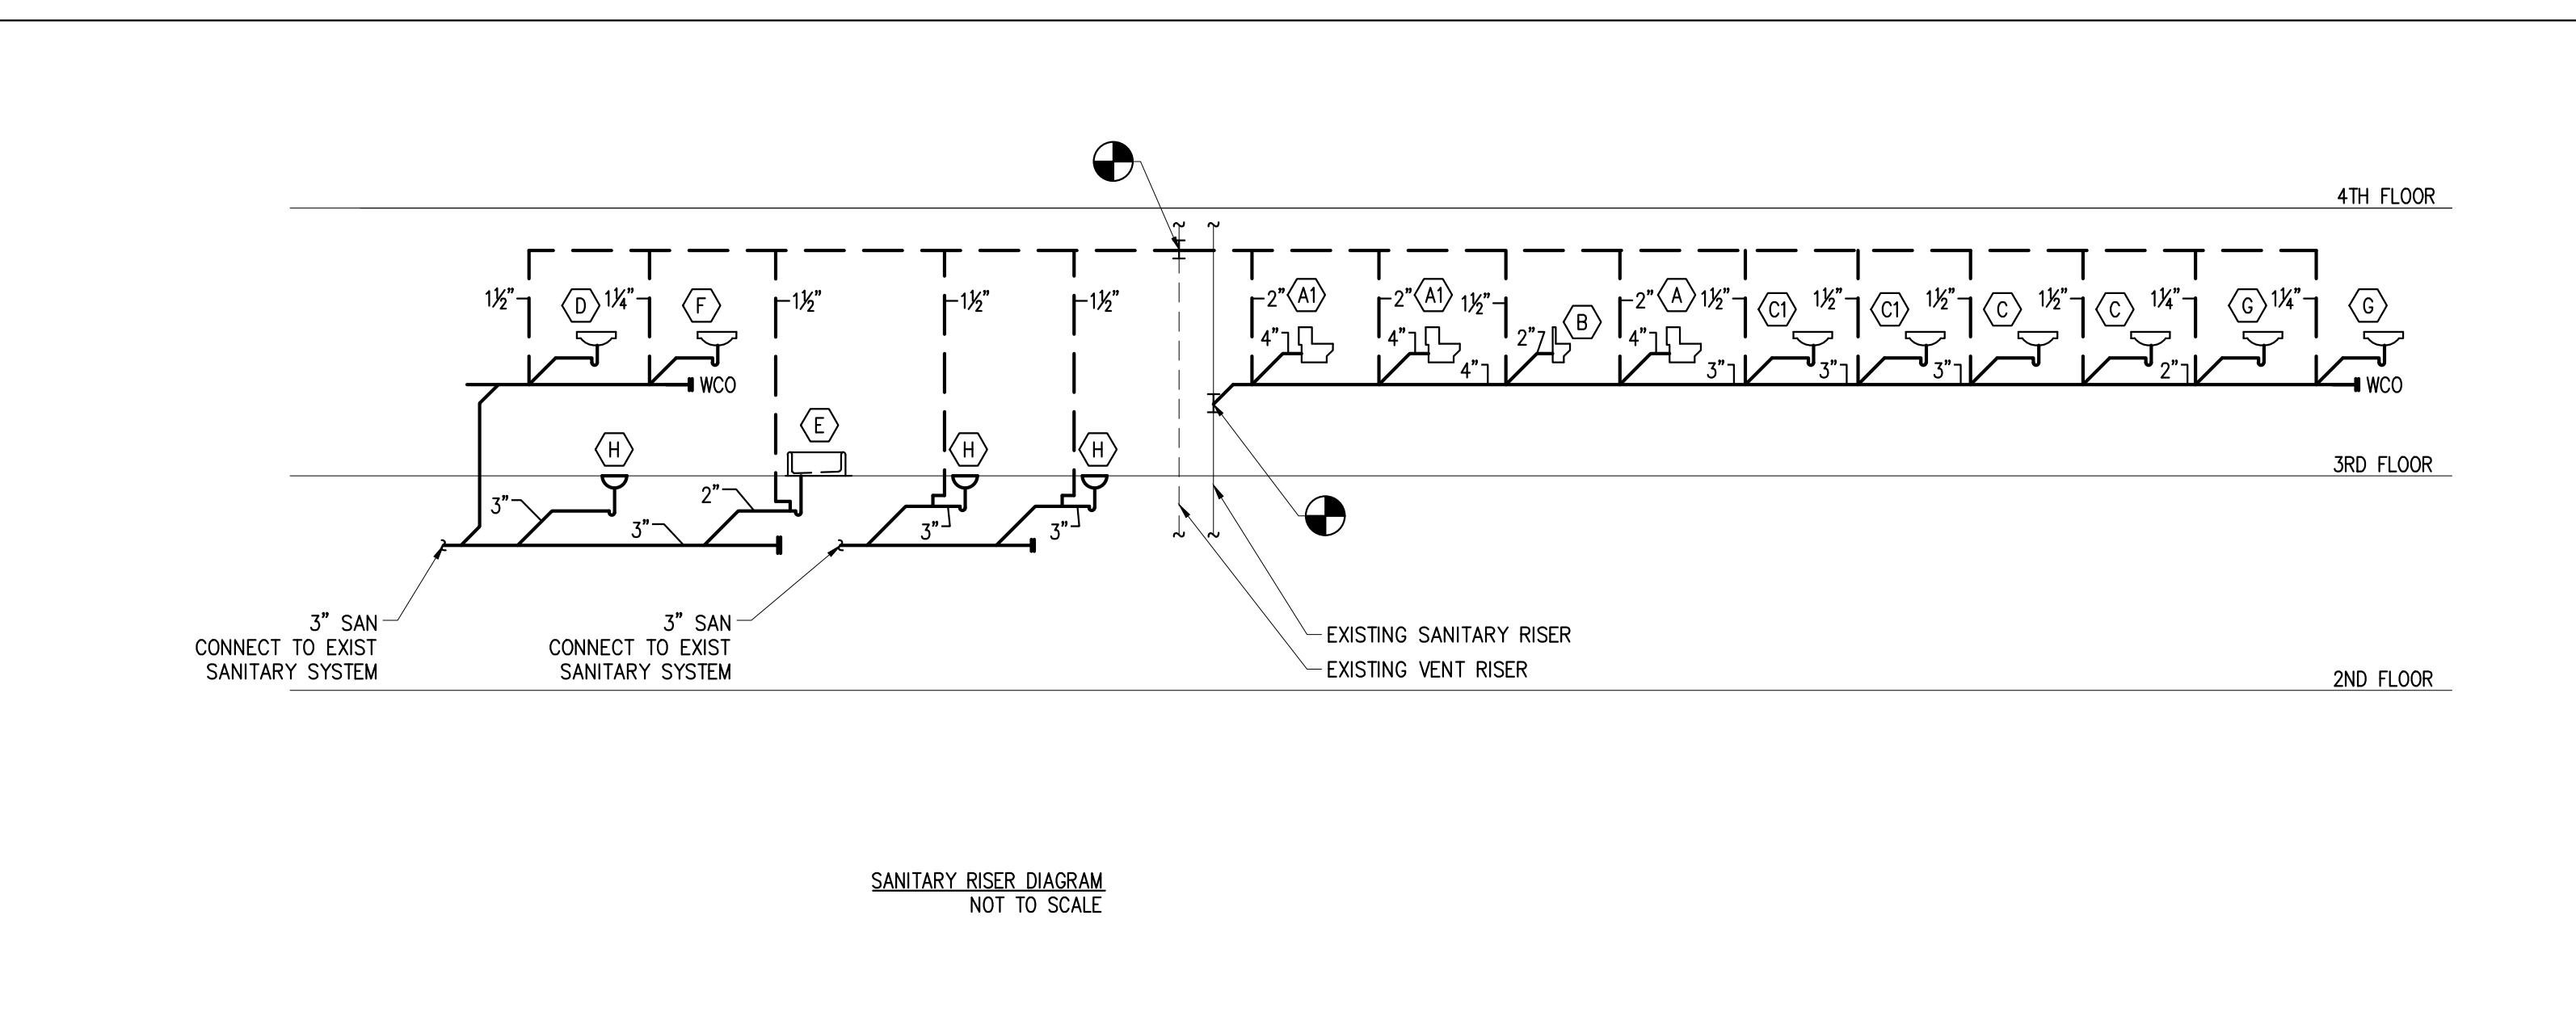 4TH FLOOR
1½” D 1¼” F 1½” 1½” 1½” 2” A1 2” A1 1½” B 2” A 1½” C1 1½” C1 1½” C 1½” C 1¼” G 1¼” G
4” 4” 2” 4”
4” 3” 3” 3” 2”
WCO WCO
E
H H H
3RD FLOOR
3” 2” 3” 3” 3”
3” SAN
CONNECT TO EXIST
SANITARY SYSTEM
3” SAN
CONNECT TO EXIST
SANITARY SYSTEM
EXISTING SANITARY RISER
EXISTING VENT RISER
2ND FLOOR
SANITARY RISER DIAGRAM
NOT TO SCALE